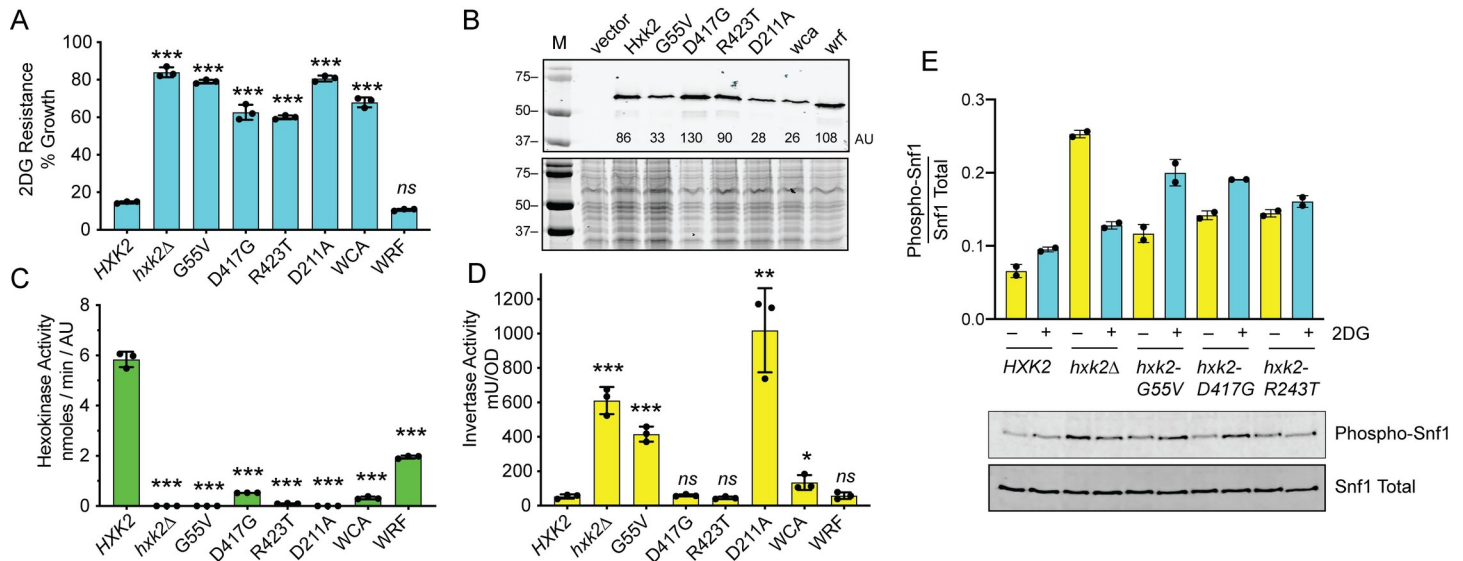 A
2DG Resistance
% Growth
100
80
60
40
20
0
***
***
***
***
***
***
ns
HXK2
hxk2Δ
G55V
D417G
R423T
D211A
WCA
WRF
B
M
vector
Hxk2
G55V
D417G
R423T
D211A
wca
wrf
75–
50–
37–
86 33 130 90 28 26 108 AU
75–
50–
37–
C
Hexokinase Activity
nmoles / min / AU
8
6
4
2
0
***
***
***
***
***
***
***
HXK2
hxk2Δ
G55V
D417G
R423T
D211A
WCA
WRF
D
Invertase Activity
mU/OD
1200
1000
800
600
400
200
0
***
***
ns
ns
**
*
ns
HXK2
hxk2Δ
G55V
D417G
R423T
D211A
WCA
WRF
E
Phospho-Snf1
Snf1 Total
0.3
0.2
0.1
0.0
– + – + – + – + – + 2DG
HXK2 hxk2Δ hxk2- hxk2- hxk2-
G55V D417G R243T
Phospho-Snf1
Snf1 Total